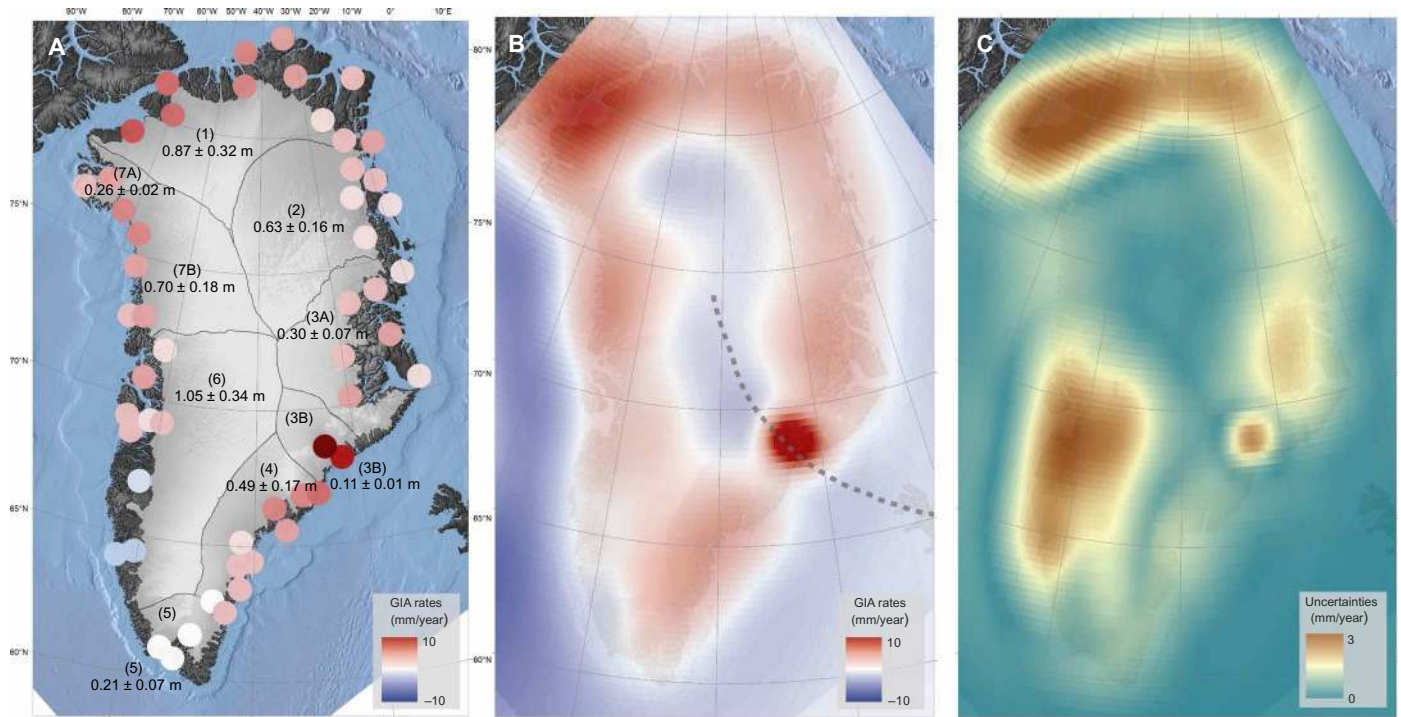 80°W 80°W 60°W 50°W 40°W 30°W 20°W 10°W 0° 10°E
A
(1)
0.87 ± 0.32 m
(7A)
0.26 ± 0.02 m
75°N
(2)
0.63 ± 0.16 m
(7B)
0.70 ± 0.18 m
(3A)
0.30 ± 0.07 m
70°N
(6)
1.05 ± 0.34 m
(3B)
(4)
0.49 ± 0.17 m
(3B)
0.11 ± 0.01 m
65°N
(5)
60°N
(5)
0.21 ± 0.07 m
GIA rates
(mm/year)
10
–10
B
80°N
75°N
70°N
65°N
60°N
GIA rates
(mm/year)
10
–10
C
Uncertainties
(mm/year)
3
0